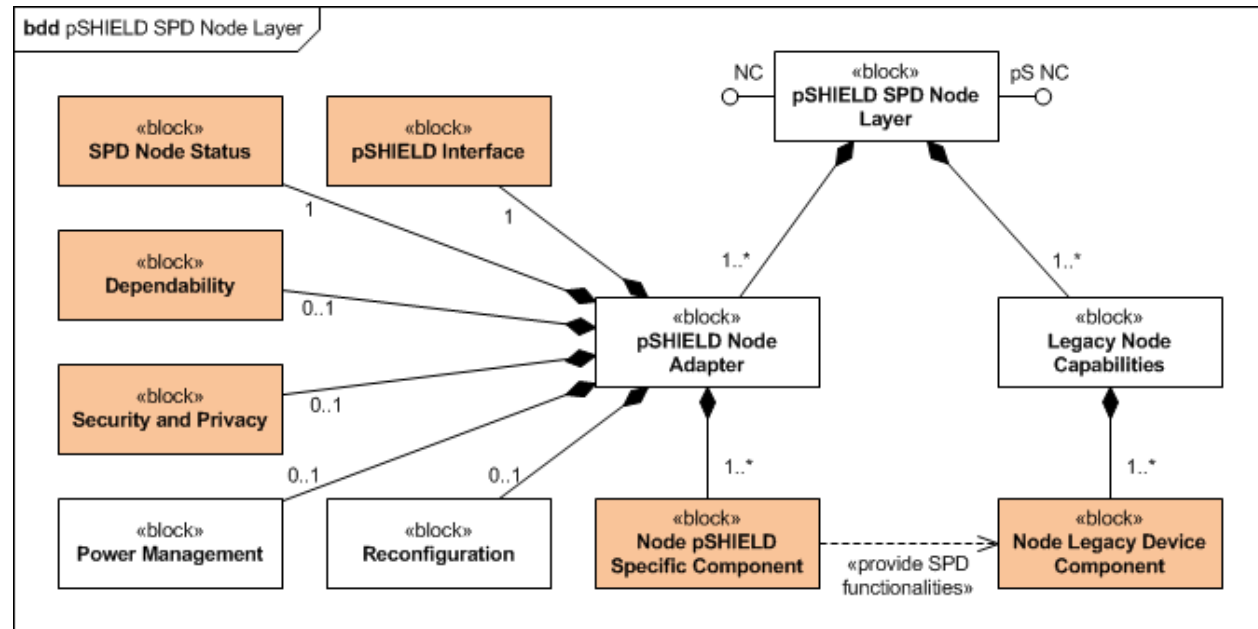 bdd pSHIELD SPD Node Layer
NC
«block»
pSHIELD SPD Node
Layer
pS NC
«block»
SPD Node Status
«block»
pSHIELD Interface
1
1
«block»
Dependability
0..1
1..*
1..*
«block»
pSHIELD Node
Adapter
«block»
Legacy Node
Capabilities
«block»
Security and Privacy
0..1
0..1
0..1
1..*
1..*
«block»
Power Management
«block»
Reconfiguration
«block»
Node pSHIELD
Specific Component
«provide SPD
functionalities»
«block»
Node Legacy Device
Component